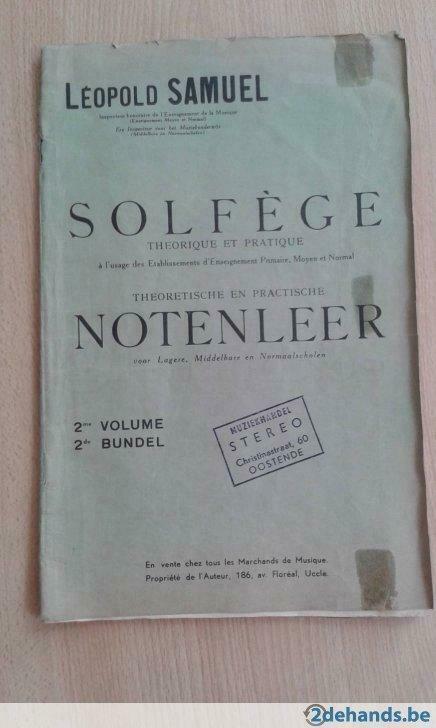 LÉOPOLD SAMUEL
Inspecteur honoraire de l'Enseignement de la Musique
(Enseignement Moyen et Normal)
Ere Inspecteur voor het Muziekonderwijs
(Middelbare en Normaalscholen)
SOLFÈGE
THEORIQUE ET PRATIQUE
à l'usage des Etablissements d'Enseignement Primaire, Moyen et Normal
THEORETISCHE EN PRACTISCHE
NOTENLEER
voor Lagere, Middelbare en Normaalscholen
2me VOLUME
2de BUNDEL
MUZIEKHANDEL
STEREO
Christinastraat, 60
OOSTENDE
En vente chez tous les Marchands de Musique.
Propriété de l'Auteur, 186, av. Floréal, Uccle.
2dehands.be